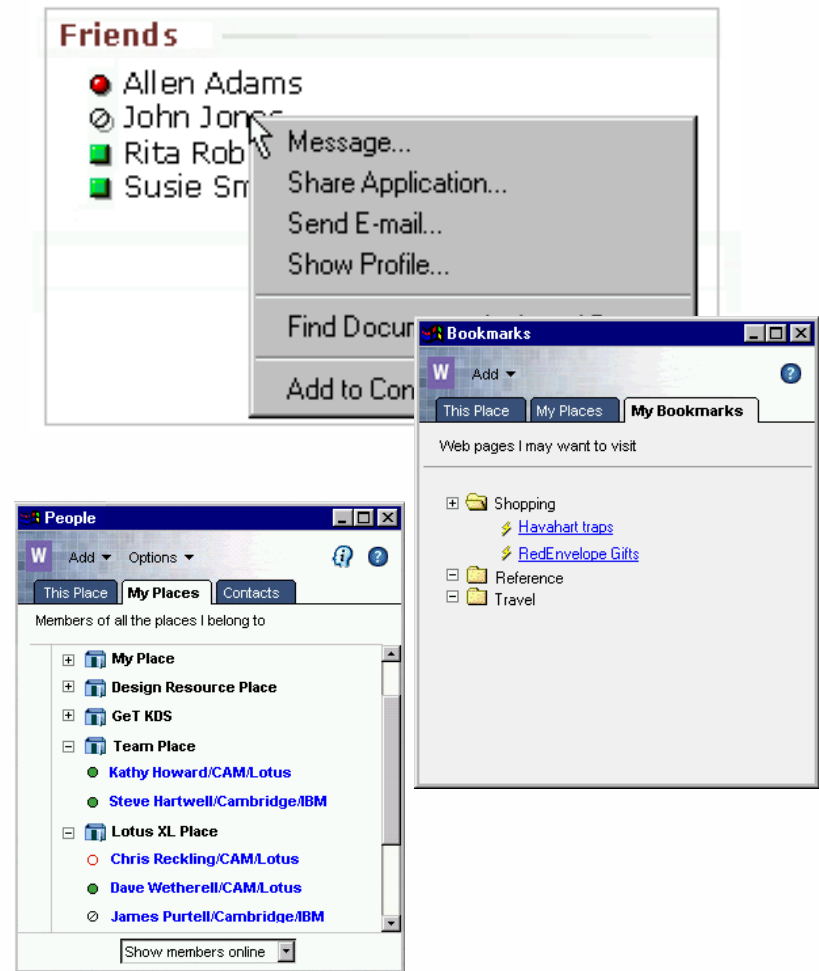 Friends
Allen Adams
John Jones
Rita Rob
Susie Sm
Message...
Share Application...
Send E-mail...
Show Profile...
Find Docum
Add to Con
Bookmarks
W Add
This Place My Places My Bookmarks
Web pages I may want to visit
Shopping
Havahart traps
RedEnvelope Gifts
Reference
Travel
People
W Add Options
This Place My Places Contacts
Members of all the places I belong to
My Place
Design Resource Place
GeT KDS
Team Place
Kathy Howard/CAM/Lotus
Steve Hartwell/Cambridge/IBM
Lotus XL Place
Chris Reckling/CAM/Lotus
Dave Wetherell/CAM/Lotus
James Purtell/Cambridge/IBM
Show members online